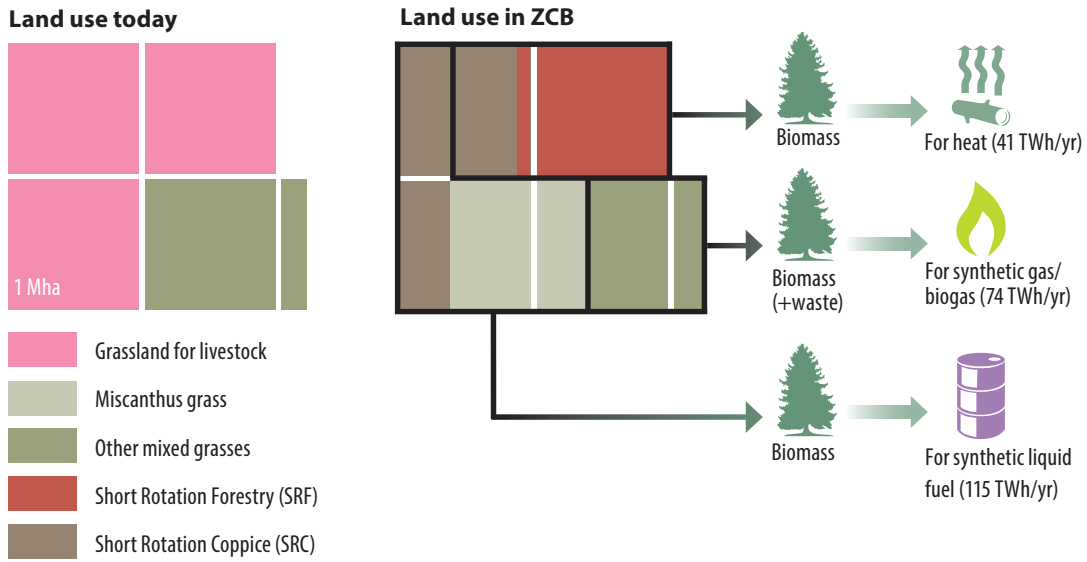 Land use today
Land use in ZCB
1 Mha
Grassland for livestock
Miscanthus grass
Other mixed grasses
Short Rotation Forestry (SRF)
Short Rotation Coppice (SRC)
Biomass
For heat (41 TWh/yr)
Biomass
(+waste)
For synthetic gas/
biogas (74 TWh/yr)
Biomass
For synthetic liquid
fuel (115 TWh/yr)